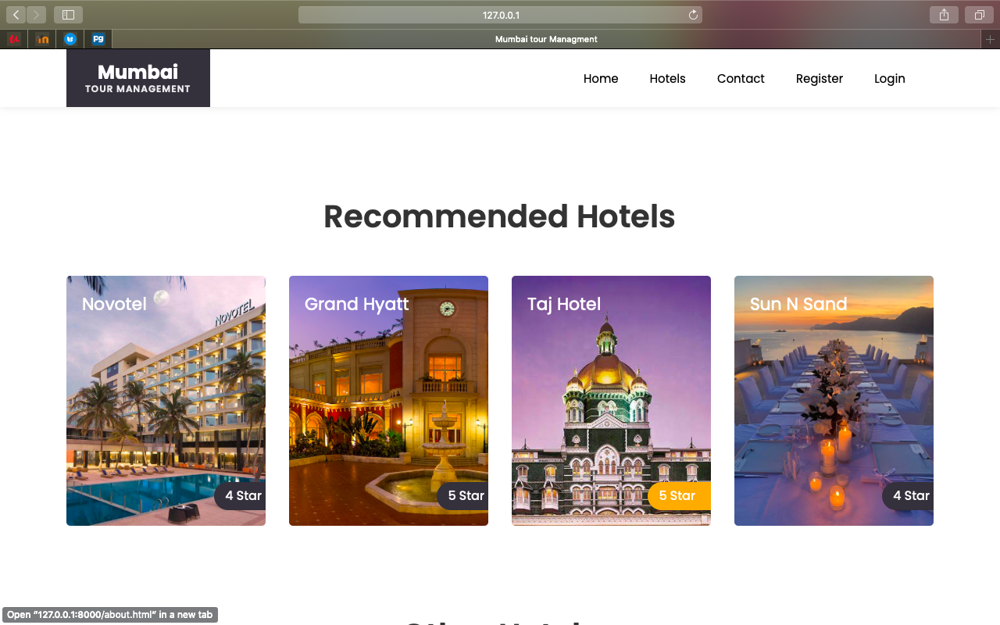 127.0.0.1
Mumbai tour Managment
Mumbai
TOUR MANAGEMENT
Home Hotels Contact Register Login
Recommended Hotels
Novotel
NOVOTEL
4 Star
Grand Hyatt
5 Star
Taj Hotel
5 Star
Sun N Sand
4 Star
Open "127.0.0.1:8000/about.html" in a new tab